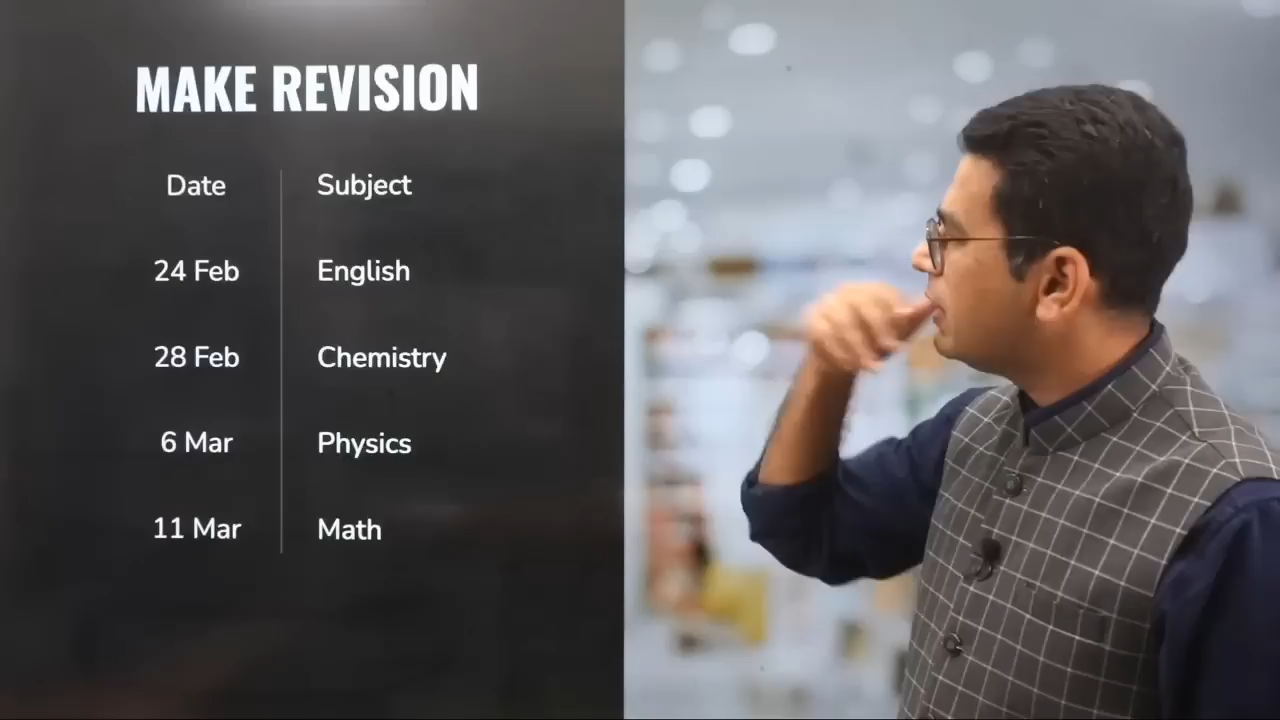 MAKE REVISION
Date Subject
24 Feb English
28 Feb Chemistry
6 Mar Physics
11 Mar Math